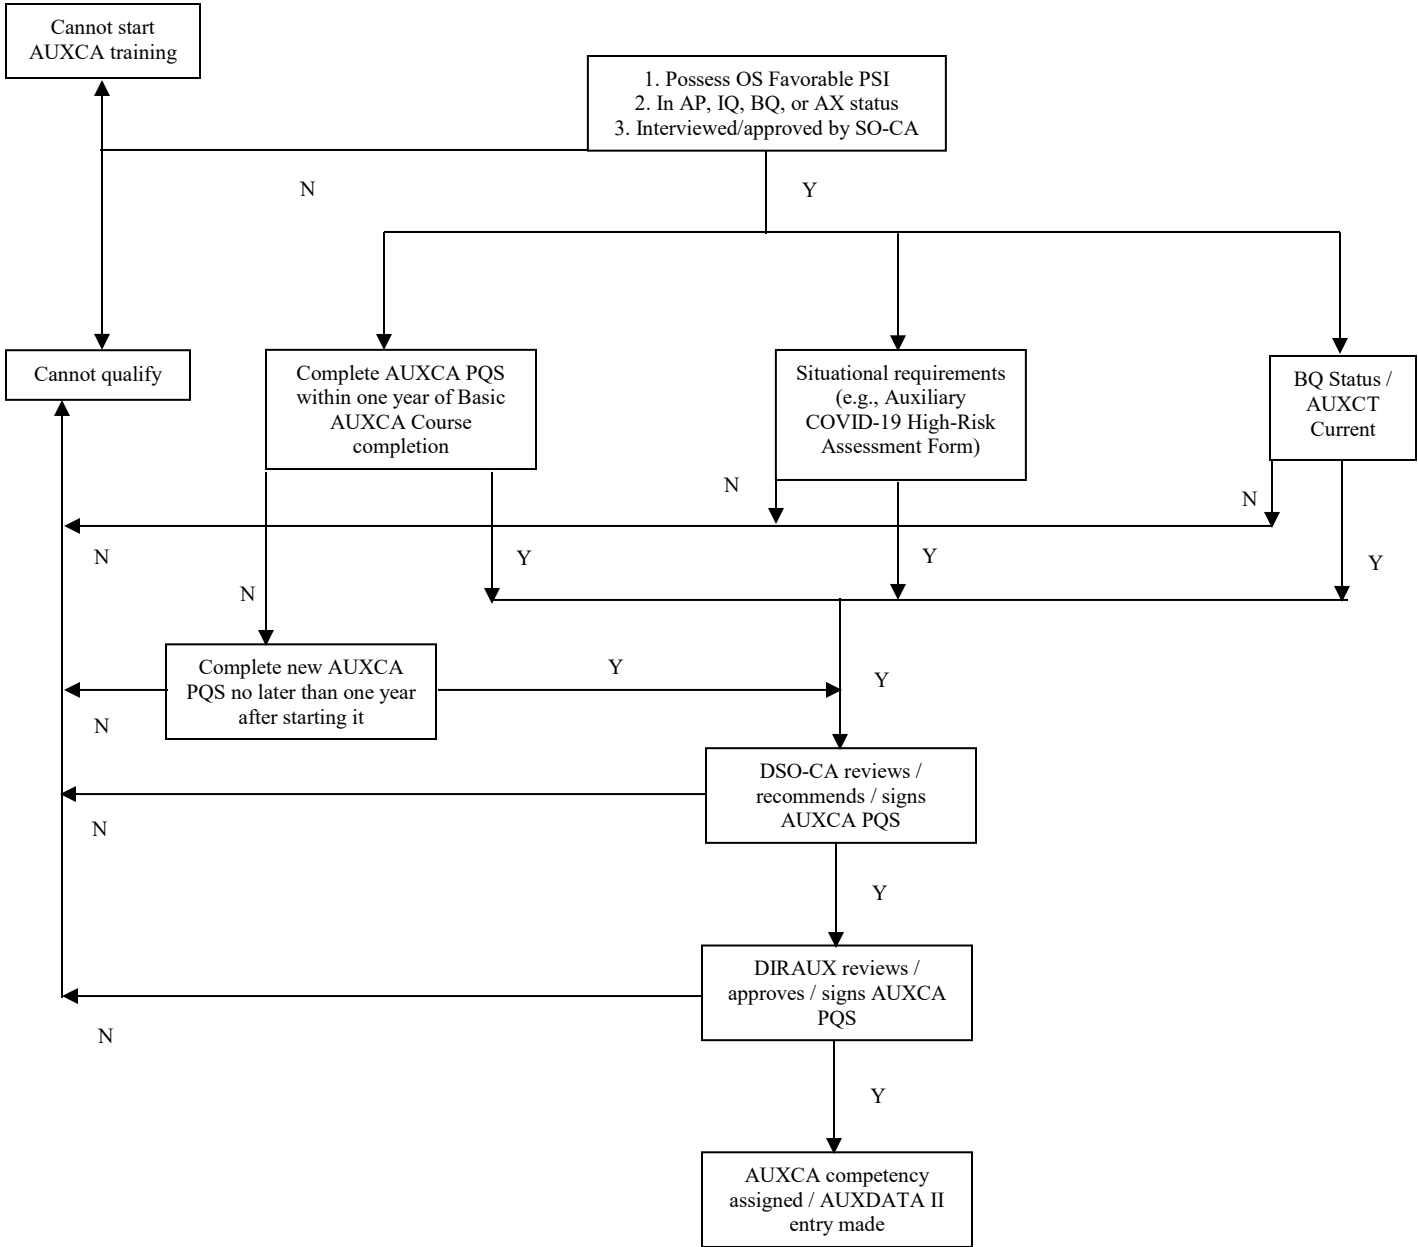 Cannot start
AUXCA training
1. Possess OS Favorable PSI
2. In AP, IQ, BQ, or AX status
3. Interviewed/approved by SO-CA
N
Y
Cannot qualify
Complete AUXCA PQS
within one year of Basic
AUXCA Course
completion
Situational requirements
(e.g., Auxiliary
COVID-19 High-Risk
Assessment Form)
BQ Status /
AUXCT
Current
N
N
N
Y
Y
Y
N
Complete new AUXCA
PQS no later than one year
after starting it
Y
Y
N
DSO-CA reviews /
recommends / signs
AUXCA PQS
N
Y
DIRAUX reviews /
approves / signs AUXCA
PQS
N
Y
AUXCA competency
assigned / AUXDATA II
entry made